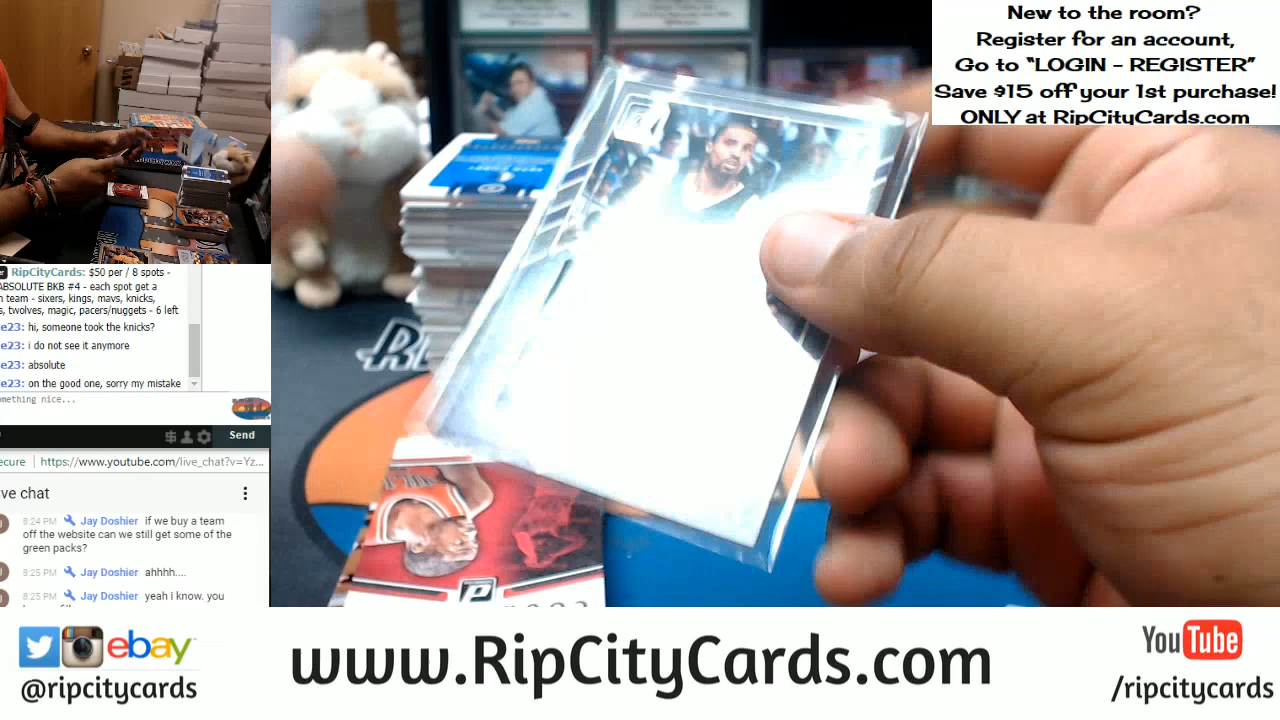 New to the room?
Register for an account,
Go to “LOGIN - REGISTER”
Save $15 off your 1st purchase!
ONLY at RipCityCards.com
RipCityCards: $50 per / 8 spots -
ABSOLUTE BKB #4 - each spot get a
team - sixers, kings, mavs, knicks,
twolves, magic, pacers/nuggets - 6 left
e23: hi, someone took the knicks?
e23: i do not see it anymore
e23: absolute
e23: on the good one, sorry my mistake
omething nice...
Send
ecure | https://www.youtube.com/live_chat?v=Yz...
ve chat
8:24 PM Jay Doshier if we buy a team
off the website can we still get some of the
green packs?
8:25 PM Jay Doshier ahhhh....
8:25 PM Jay Doshier yeah i know. you
ebay
@ripcitycards
www.RipCityCards.com
YouTube
/ripcitycards